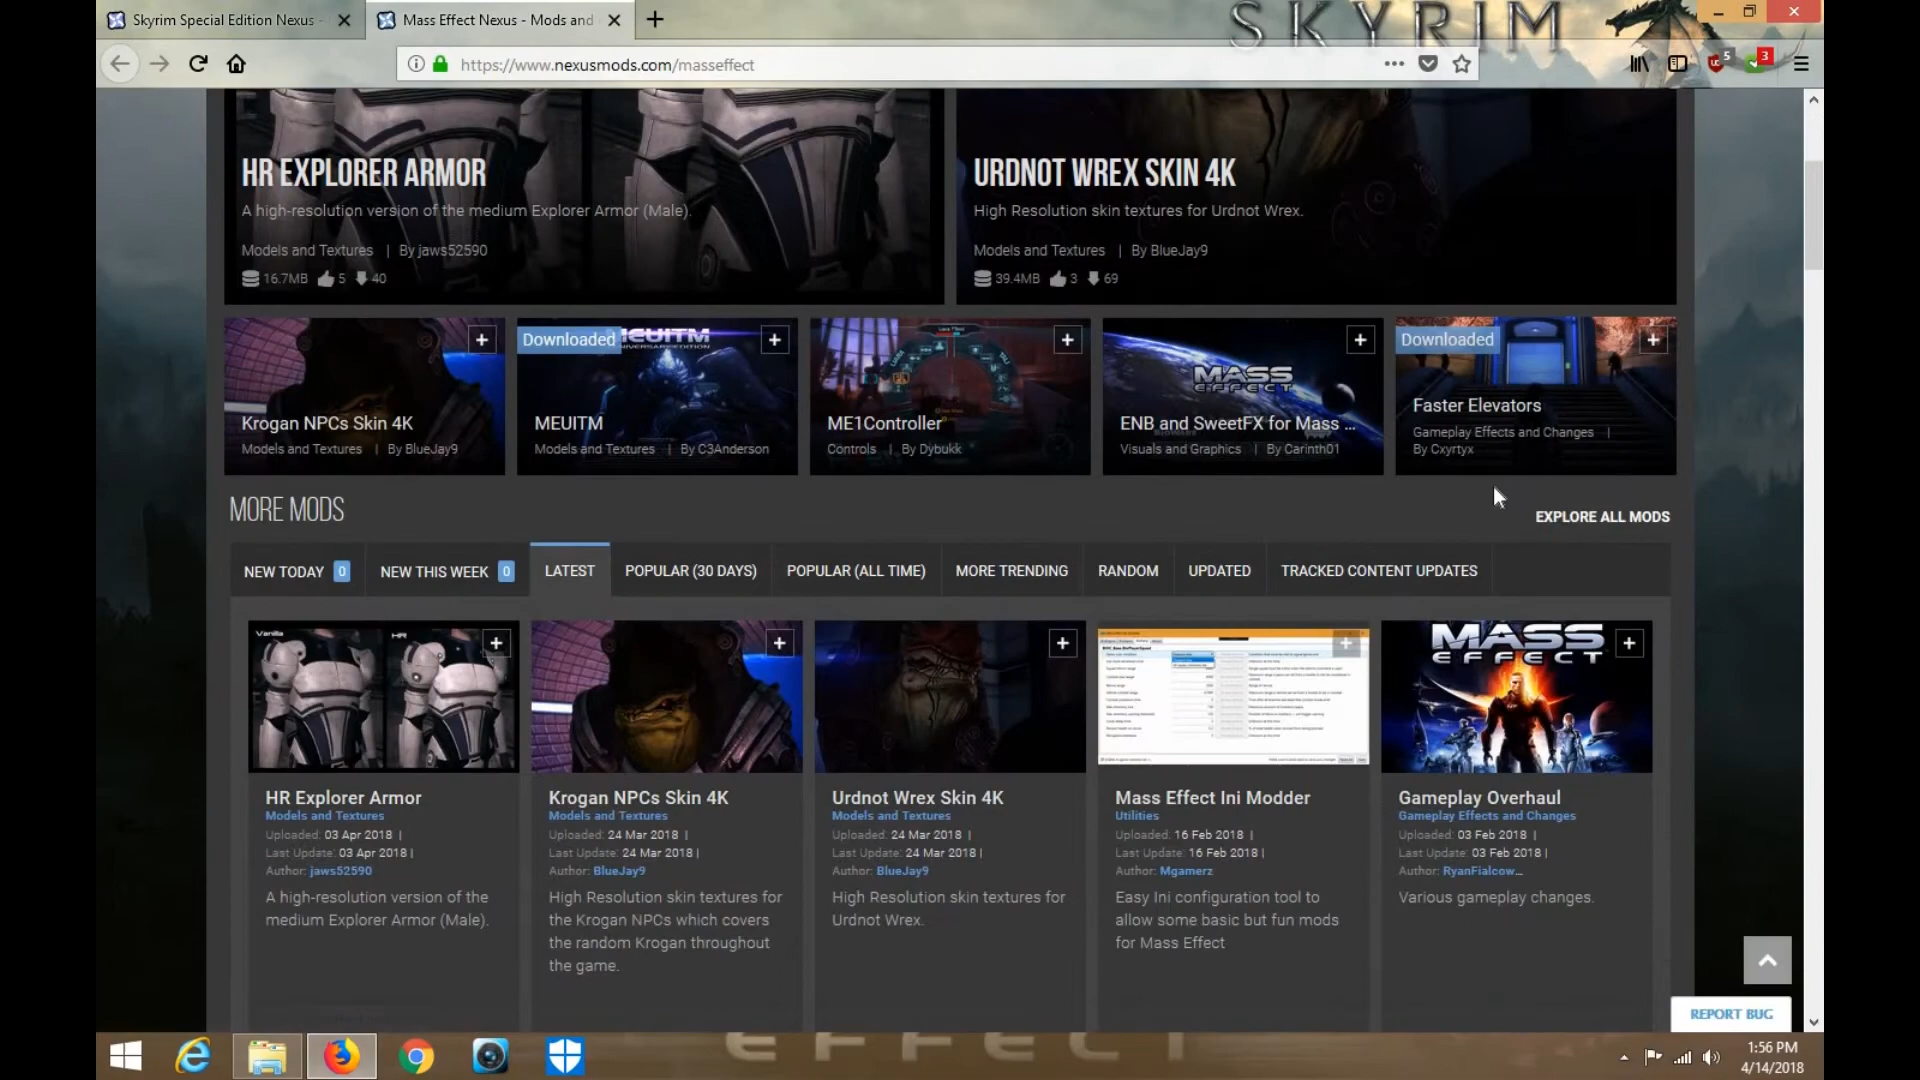 SKYRIM
Skyrim Special Edition Nexus -
Mass Effect Nexus - Mods and
https://www.nexusmods.com/masseffect
5
3
HR EXPLORER ARMOR
A high-resolution version of the medium Explorer Armor (Male).
Models and Textures | By jaws52590
16.7MB 5 40
URDNOT WREX SKIN 4K
High Resolution skin textures for Urdnot Wrex.
Models and Textures | By BlueJay9
39.4MB 3 69
Krogan NPCs Skin 4K
Models and Textures | By BlueJay9
Downloaded
MEUITM
MEUITM
Models and Textures | By C3Anderson
ME1Controller
Controls | By Dybukk
MASS
EFFECT
ENB and SweetFX for Mass ...
Visuals and Graphics | By Carinth01
Downloaded
Faster Elevators
Gameplay Effects and Changes |
By Cxyrtyx
MORE MODS
EXPLORE ALL MODS
NEW TODAY 0
NEW THIS WEEK 0
LATEST
POPULAR (30 DAYS)
POPULAR (ALL TIME)
MORE TRENDING
RANDOM
UPDATED
TRACKED CONTENT UPDATES
Vanilla
HR
HR Explorer Armor
Models and Textures
Uploaded: 03 Apr 2018 |
Last Update: 03 Apr 2018 |
Author: jaws52590
A high-resolution version of the
medium Explorer Armor (Male).
Krogan NPCs Skin 4K
Models and Textures
Uploaded: 24 Mar 2018 |
Last Update: 24 Mar 2018 |
Author: BlueJay9
High Resolution skin textures for
the Krogan NPCs which covers
the random Krogan throughout
the game.
Urdnot Wrex Skin 4K
Models and Textures
Uploaded: 24 Mar 2018 |
Last Update: 24 Mar 2018 |
Author: BlueJay9
High Resolution skin textures for
Urdnot Wrex.
Mass Effect Ini Modder
Utilities
Uploaded: 16 Feb 2018 |
Last Update: 16 Feb 2018 |
Author: Mgamerz
Easy Ini configuration tool to
allow some basic but fun mods
for Mass Effect
MASS
EFFECT
Gameplay Overhaul
Gameplay Effects and Changes
Uploaded: 03 Feb 2018 |
Last Update: 03 Feb 2018 |
Author: RyanFialcow...
Various gameplay changes.
REPORT BUG
EFFECT
1:56 PM
4/14/2018